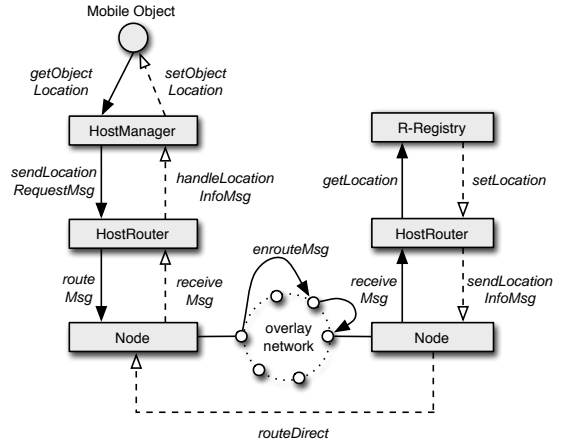 Mobile Object
getObject
Location
setObject
Location
HostManager
R-Registry
sendLocation
RequestMsg
handleLocation
InfoMsg
getLocation
setLocation
HostRouter
HostRouter
enrouteMsg
route
Msg
receive
Msg
receive
Msg
sendLocation
InfoMsg
Node
overlay
network
Node
routeDirect